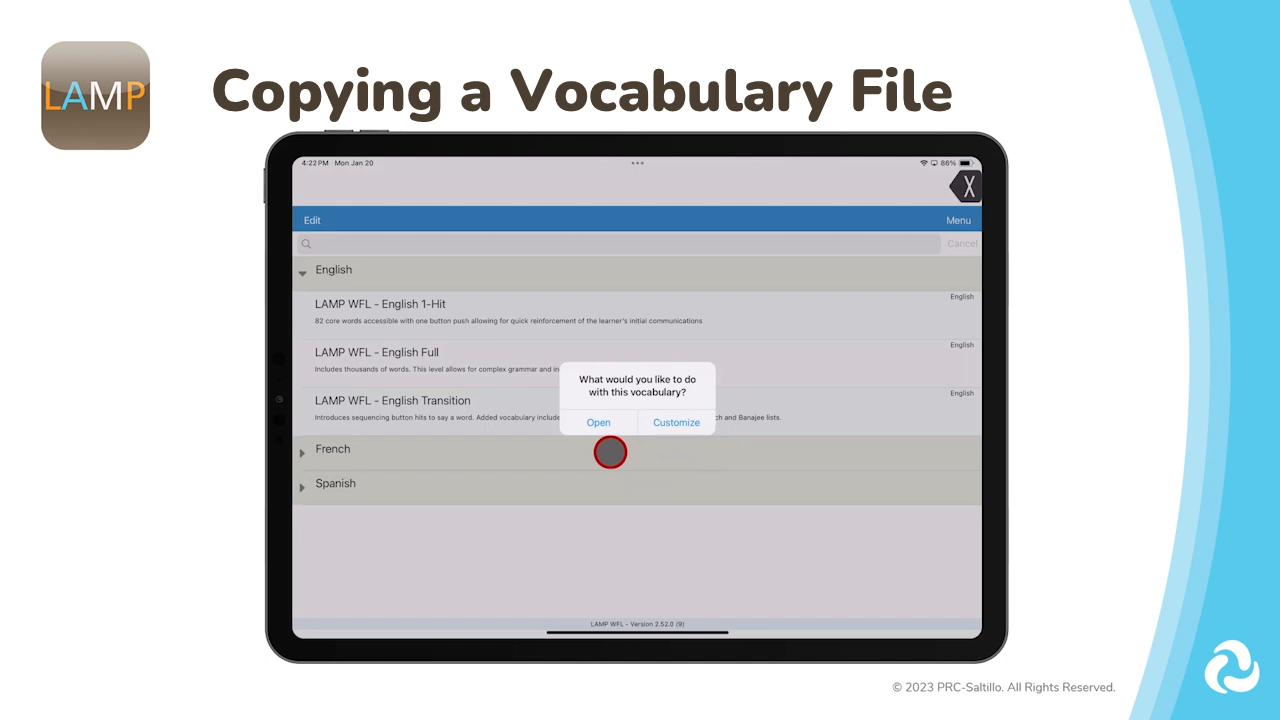 LAMP
Copying a Vocabulary File
4:22 PM Mon Jan 20
86%
X
Edit
Menu
Cancel
English
LAMP WFL - English 1-Hit
English
82 core words accessible with one button push allowing for quick reinforcement of the learner's initial communications
LAMP WFL - English Full
English
Includes thousands of words. This level allows for complex grammar and
What would you like to do
with this vocabulary?
LAMP WFL - English Transition
English
Introduces sequencing button hits to say a word. Added vocabulary
and Banajee lists.
Open
Customize
French
Spanish
LAMP WFL - Version 2.52.0 (9)
© 2023 PRC-Saltillo. All Rights Reserved.